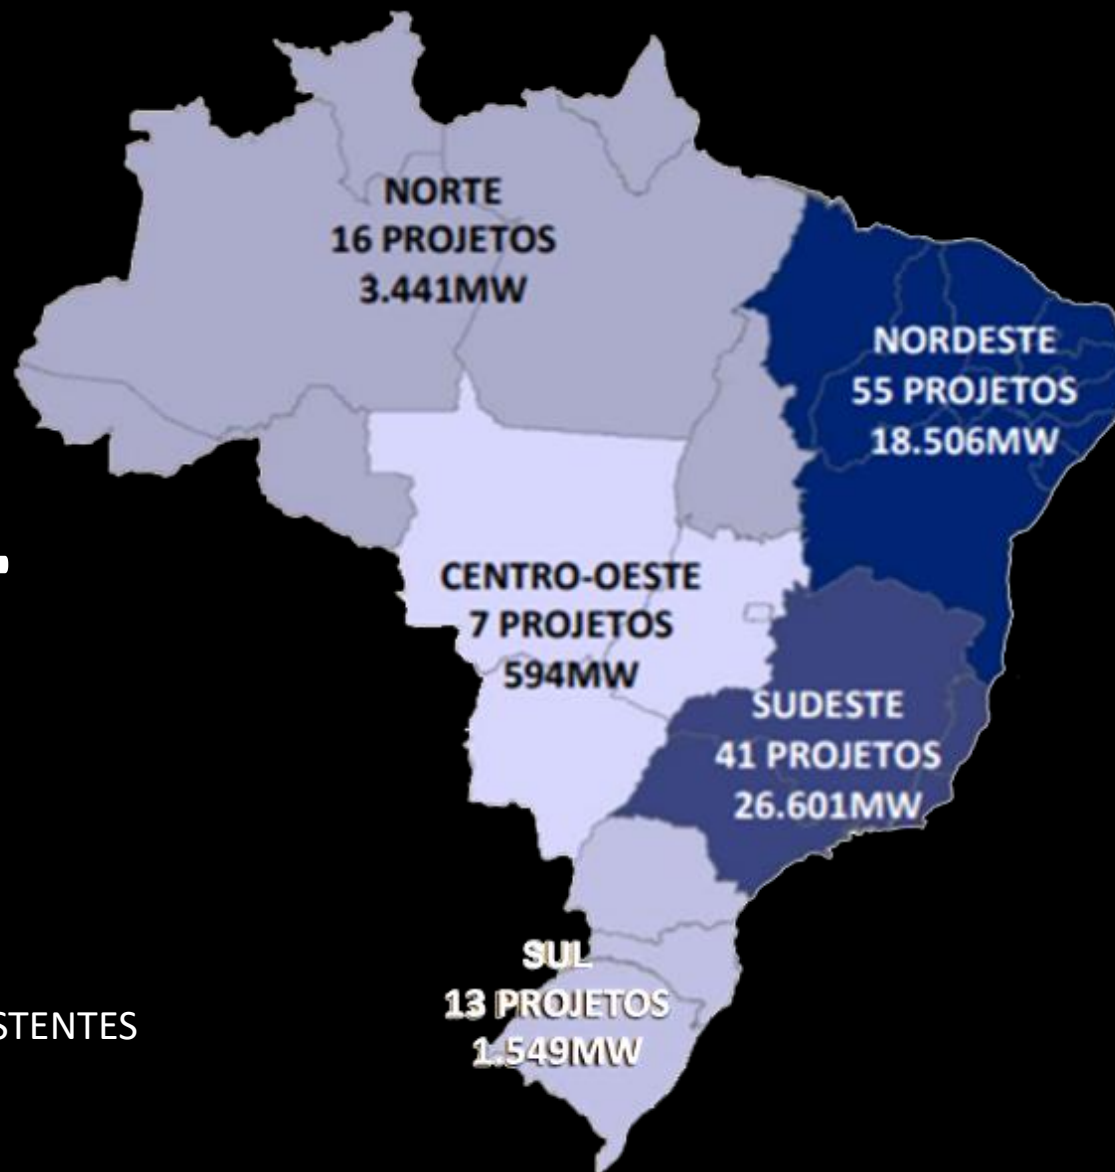 NORTE
16 PROJETOS
3.441MW
NORDESTE
55 PROJETOS
18.506MW
CENTRO-OESTE
7 PROJETOS
594MW
SUDESTE
41 PROJETOS
26.601MW
SUL
13 PROJETOS
1.549MW
STENTES